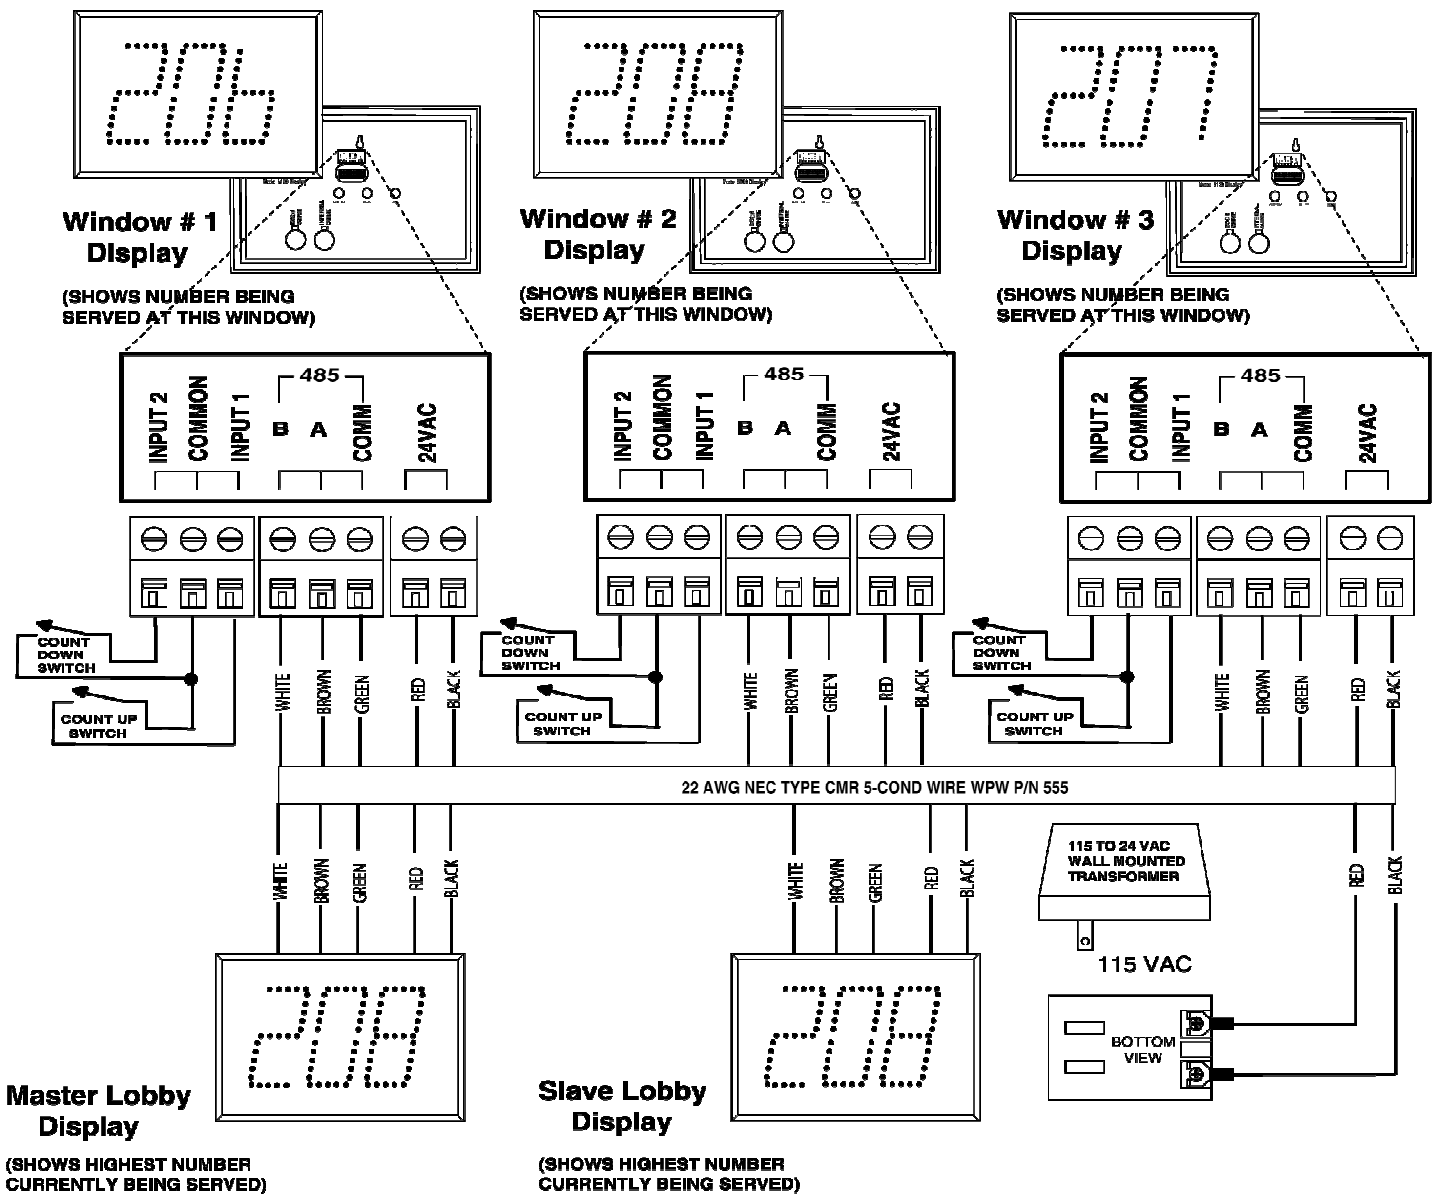 206
208
207
Window # 1
Display
(SHOWS NUMBER BEING
SERVED AT THIS WINDOW)
Window # 2
Display
(SHOWS NUMBER BEING
SERVED AT THIS WINDOW)
Window # 3
Display
(SHOWS NUMBER BEING
SERVED AT THIS WINDOW)
INPUT 2
COMMON
INPUT 1
485
B A
COMM
24VAC
INPUT 2
COMMON
INPUT 1
485
B A
COMM
24VAC
INPUT 2
COMMON
INPUT 1
485
B A
COMM
24VAC
COUNT
DOWN
SWITCH
COUNT UP
SWITCH
WHITE
BROWN
GREEN
RED
BLACK
COUNT
DOWN
SWITCH
COUNT UP
SWITCH
WHITE
BROWN
GREEN
RED
BLACK
COUNT
DOWN
SWITCH
COUNT UP
SWITCH
WHITE
BROWN
GREEN
RED
BLACK
22 AWG NEC TYPE CMR 5-COND WIRE WPW P/N 555
WHITE
BROWN
GREEN
RED
BLACK
WHITE
BROWN
GREEN
RED
BLACK
115 TO 24 VAC
WALL MOUNTED
TRANSFORMER
RED
BLACK
115 VAC
BOTTOM
VIEW
208
208
Master Lobby
Display
(SHOWS HIGHEST NUMBER
CURRENTLY BEING SERVED)
Slave Lobby
Display
(SHOWS HIGHEST NUMBER
CURRENTLY BEING SERVED)